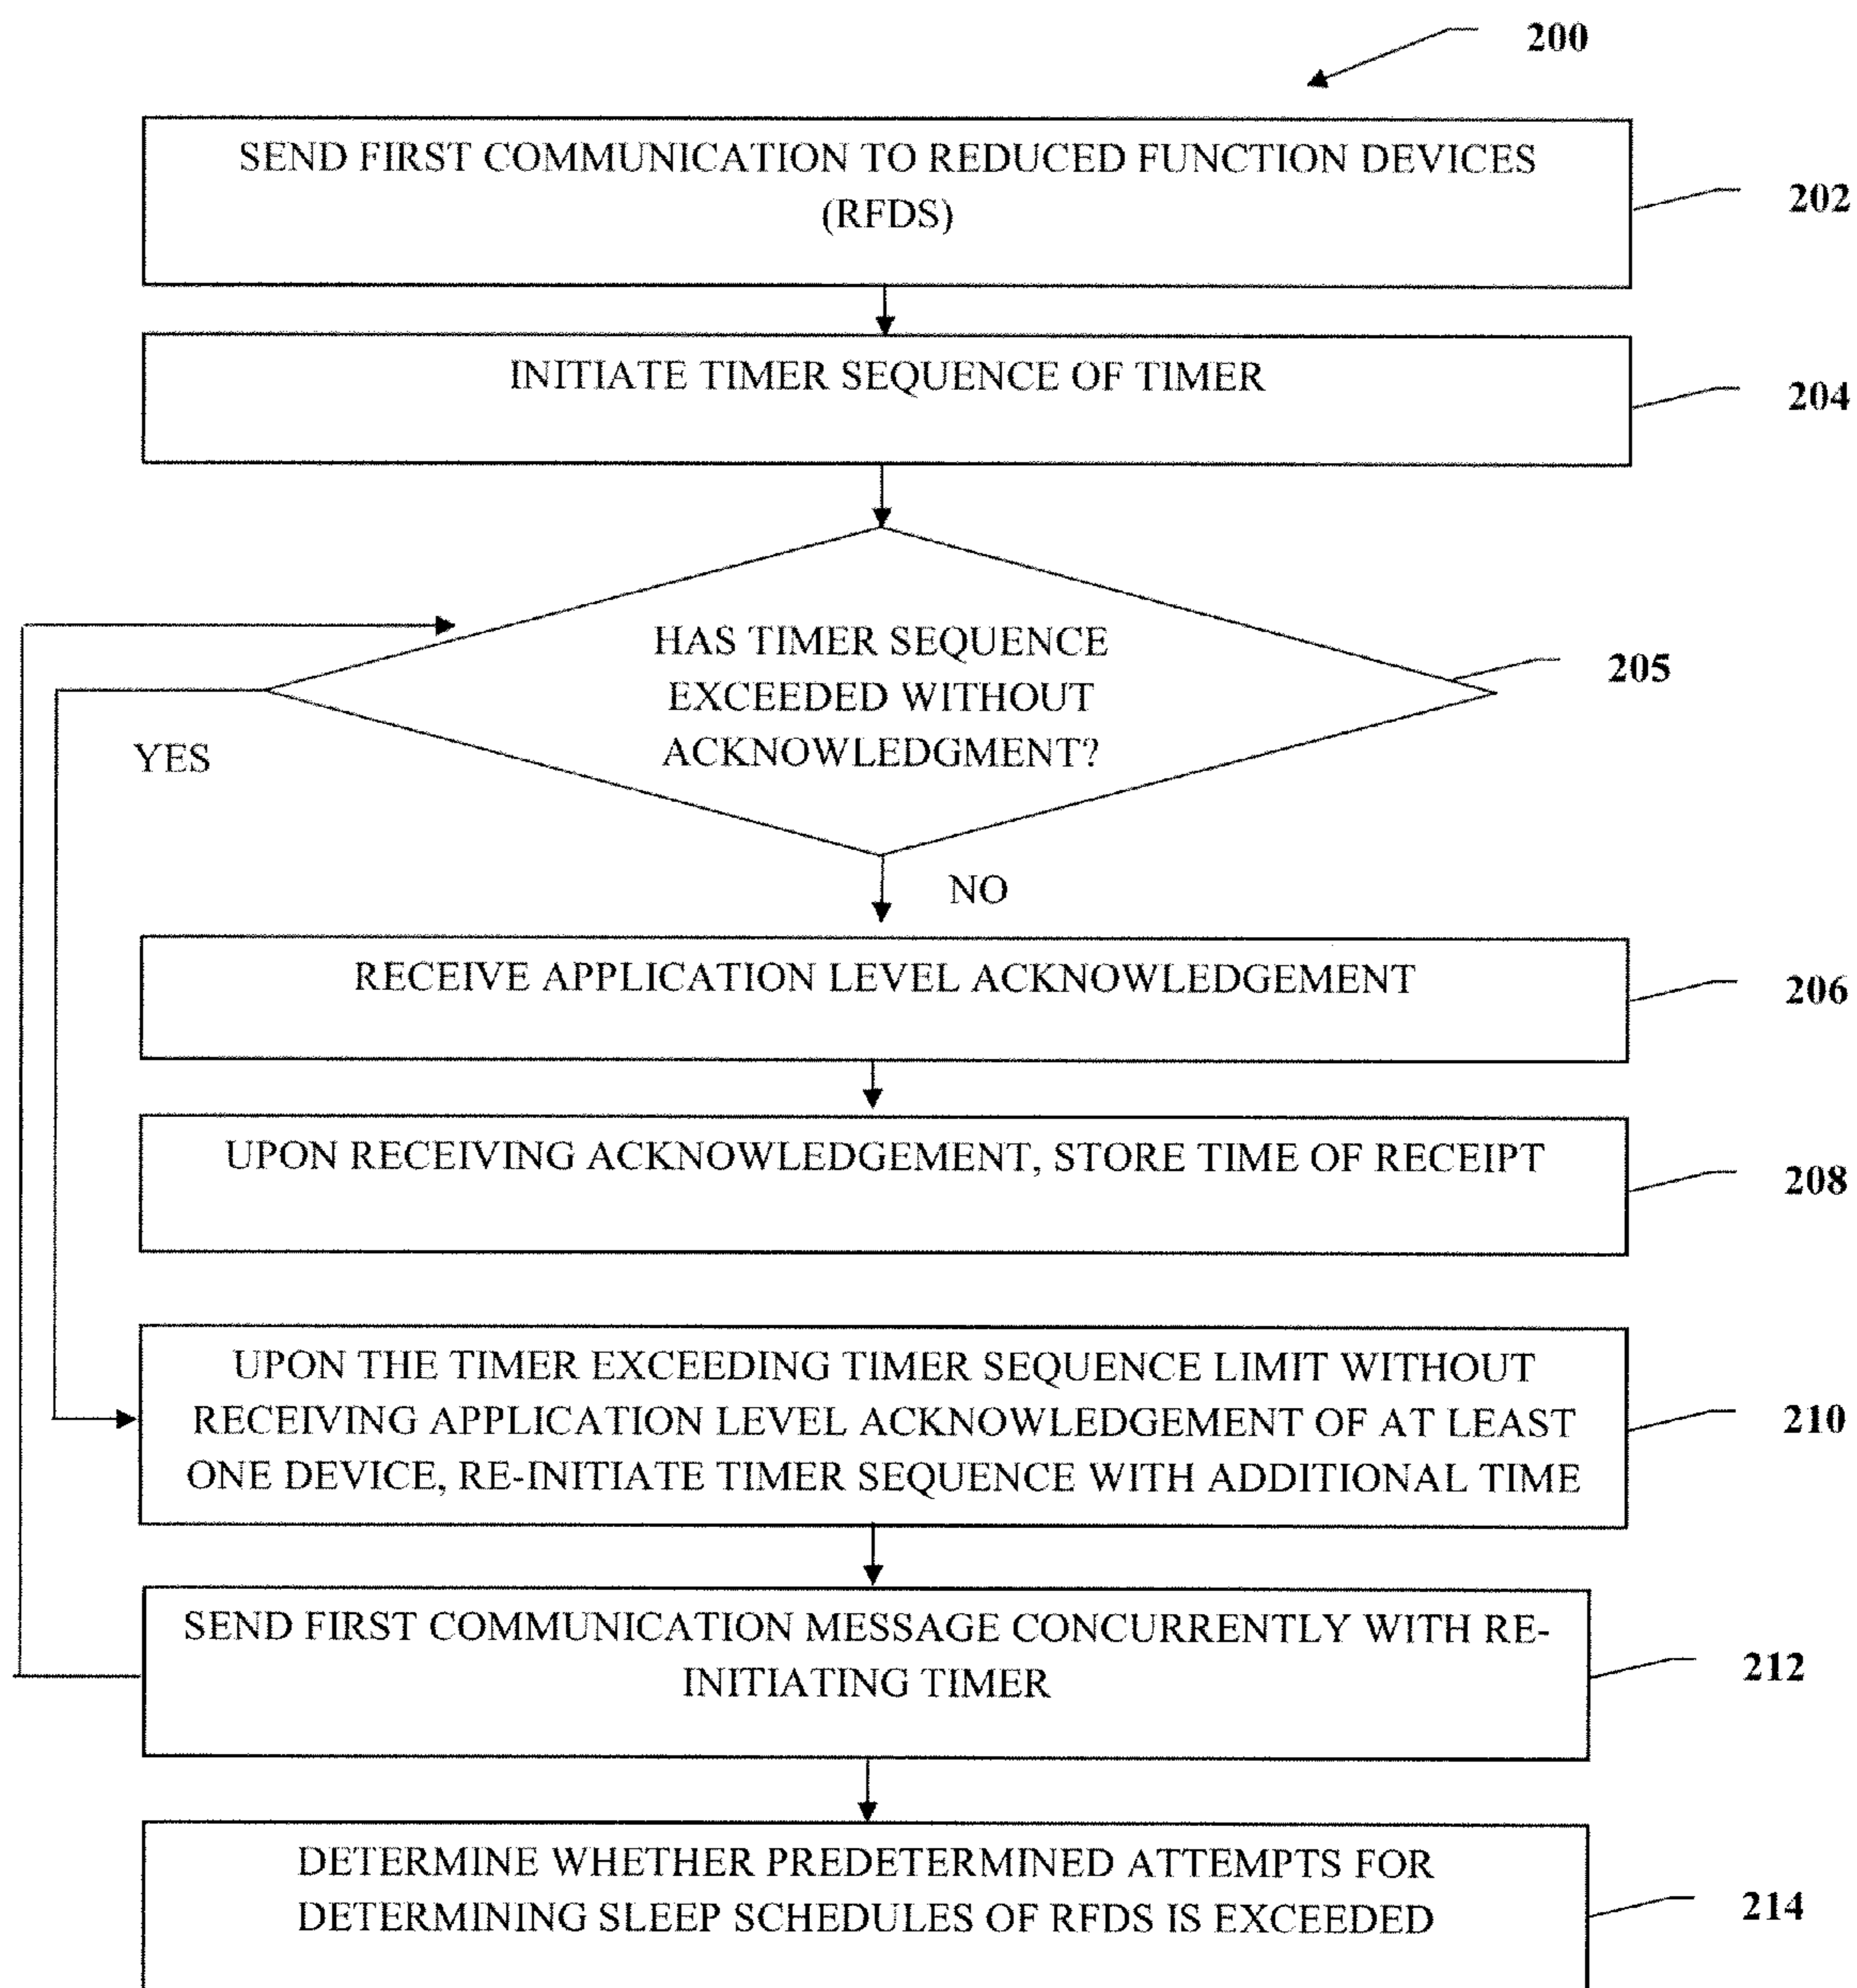 200
SEND FIRST COMMUNICATION TO REDUCED FUNCTION DEVICES
(RFDS)
202
INITIATE TIMER SEQUENCE OF TIMER
204
HAS TIMER SEQUENCE
EXCEEDED WITHOUT
ACKNOWLEDGMENT?
205
YES
NO
RECEIVE APPLICATION LEVEL ACKNOWLEDGEMENT
206
UPON RECEIVING ACKNOWLEDGEMENT, STORE TIME OF RECEIPT
208
UPON THE TIMER EXCEEDING TIMER SEQUENCE LIMIT WITHOUT
RECEIVING APPLICATION LEVEL ACKNOWLEDGEMENT OF AT LEAST
ONE DEVICE, RE-INITIATE TIMER SEQUENCE WITH ADDITIONAL TIME
210
SEND FIRST COMMUNICATION MESSAGE CONCURRENTLY WITH RE-
INITIATING TIMER
212
DETERMINE WHETHER PREDETERMINED ATTEMPTS FOR
DETERMINING SLEEP SCHEDULES OF RFDS IS EXCEEDED
214